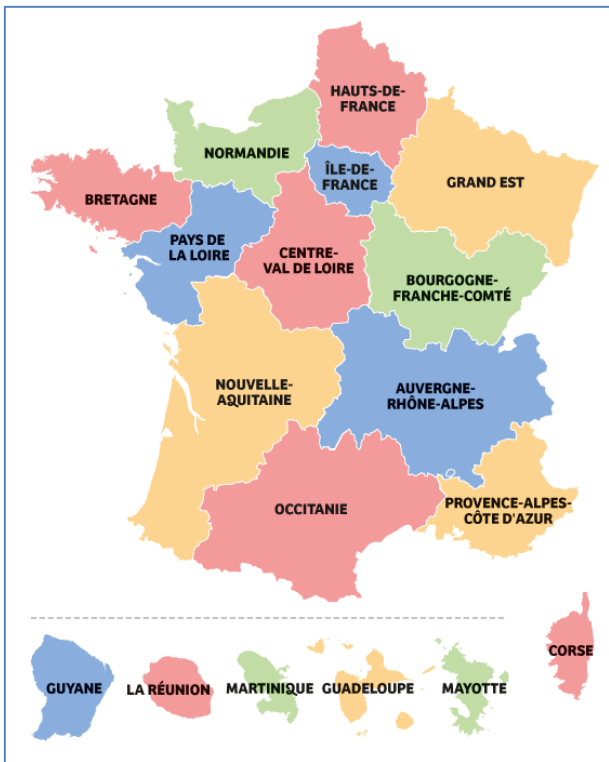 HAUTS-DE-
FRANCE
NORMANDIE
ÎLE-DE-
FRANCE
GRAND EST
BRETAGNE
PAYS DE
LA LOIRE
CENTRE-
VAL DE LOIRE
BOURGOGNE-
FRANCHE-COMTÉ
NOUVELLE-
AQUITAINE
AUVERGNE-
RHÔNE-ALPES
OCCITANIE
PROVENCE-ALPES-
CÔTE D'AZUR
CORSE
GUYANE
LA RÉUNION
MARTINIQUE
GUADELOUPE
MAYOTTE